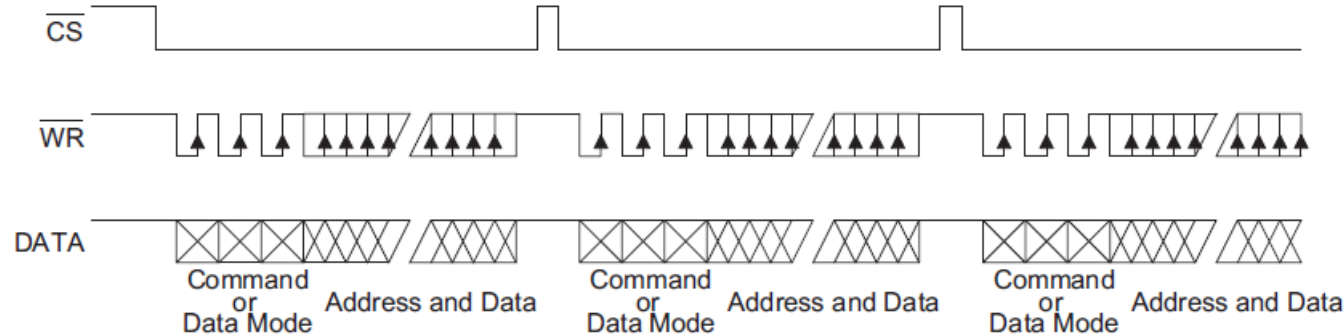 CS
WR
DATA
Command
or
Data Mode
Address and Data
Command
or
Data Mode
Address and Data
Command
or
Data Mode
Address and Data